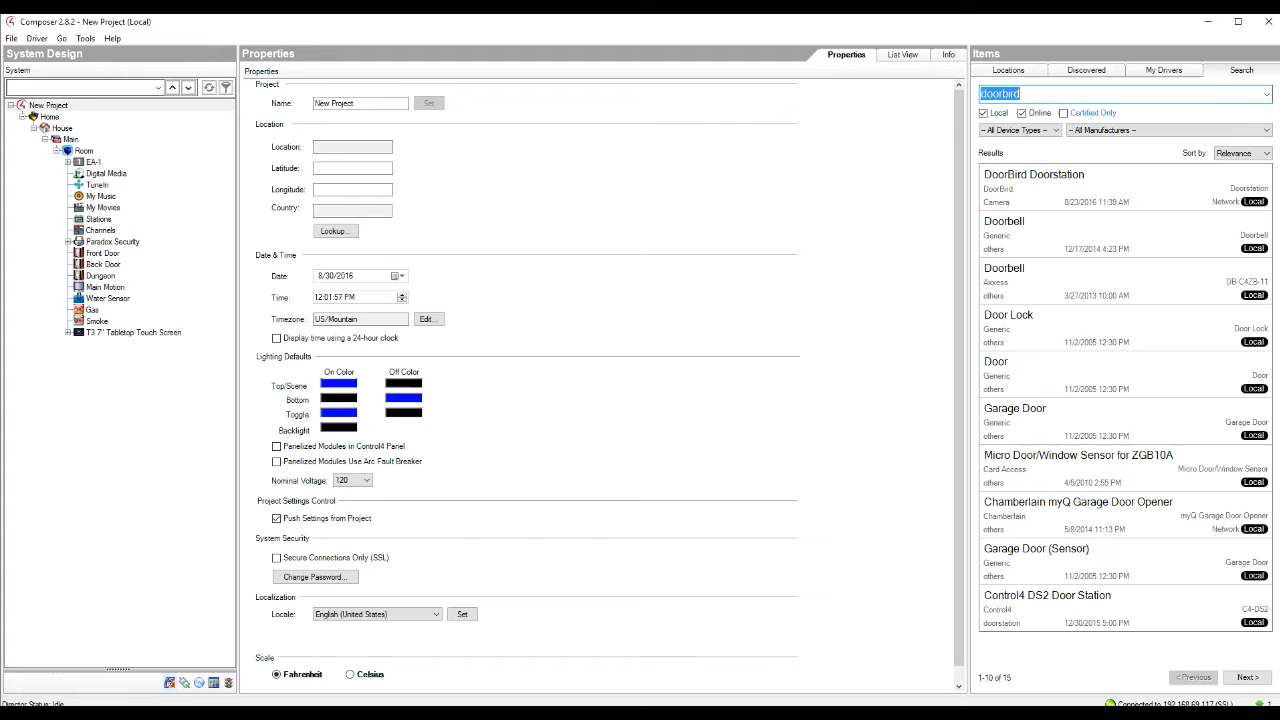 Composer 2.8.2 - New Project (Local)
File Driver Go Tools Help
System Design
System
New Project
Home
House
Main
Room
EA-1
Digital Media
TuneIn
My Music
My Movies
Stations
Channels
Paradox Security
Front Door
Back Door
Dungeon
Main Motion
Water Sensor
Gas
Smoke
T3 7" Tabletop Touch Screen
Director Status: Idle
Properties
Properties List View Info
Properties
Project
Name: New Project Set
Location
Location:
Latitude:
Longitude:
Country:
Lookup...
Date & Time
Date: 8/30/2016
Time: 12:01:57 PM
Timezone: US/Mountain Edit...
Display time using a 24-hour clock
Lighting Defaults
On Color Off Color
Top/Scene
Bottom
Toggle
Backlight
Panelized Modules in Control4 Panel
Panelized Modules Use Arc Fault Breaker
Nominal Voltage: 120
Project Settings Control
Push Settings from Project
System Security
Secure Connections Only (SSL)
Change Password...
Localization
Locale: English (United States) Set
Scale
Fahrenheit Celsius
Items
Locations Discovered My Drivers Search
doorbird
Local Online Certified Only
-- All Device Types -- -- All Manufacturers --
Results Sort by: Relevance
DoorBird Doorstation
DoorBird Doorstation
Camera 8/23/2016 11:39 AM Network Local
Doorbell
Generic Doorbell
others 12/17/2014 4:23 PM Local
Doorbell
Axxess DB-C4ZB-11
others 3/27/2013 10:00 AM Local
Door Lock
Generic Door Lock
others 11/2/2005 12:30 PM Local
Door
Generic Door
others 11/2/2005 12:30 PM Local
Garage Door
Generic Garage Door
others 11/2/2005 12:30 PM Local
Micro Door/Window Sensor for ZGB10A
Card Access Micro Door/Window Sensor
others 4/5/2010 2:55 PM Local
Chamberlain myQ Garage Door Opener
Chamberlain myQ Garage Door Opener
others 5/8/2014 11:13 PM Network Local
Garage Door (Sensor)
Generic Garage Door
others 11/2/2005 12:30 PM Local
Control4 DS2 Door Station
Control4 C4-DS2
doorstation 12/30/2015 5:00 PM Local
1-10 of 15 < Previous Next >
Connected to 192.168.69.117 (SSL) 1